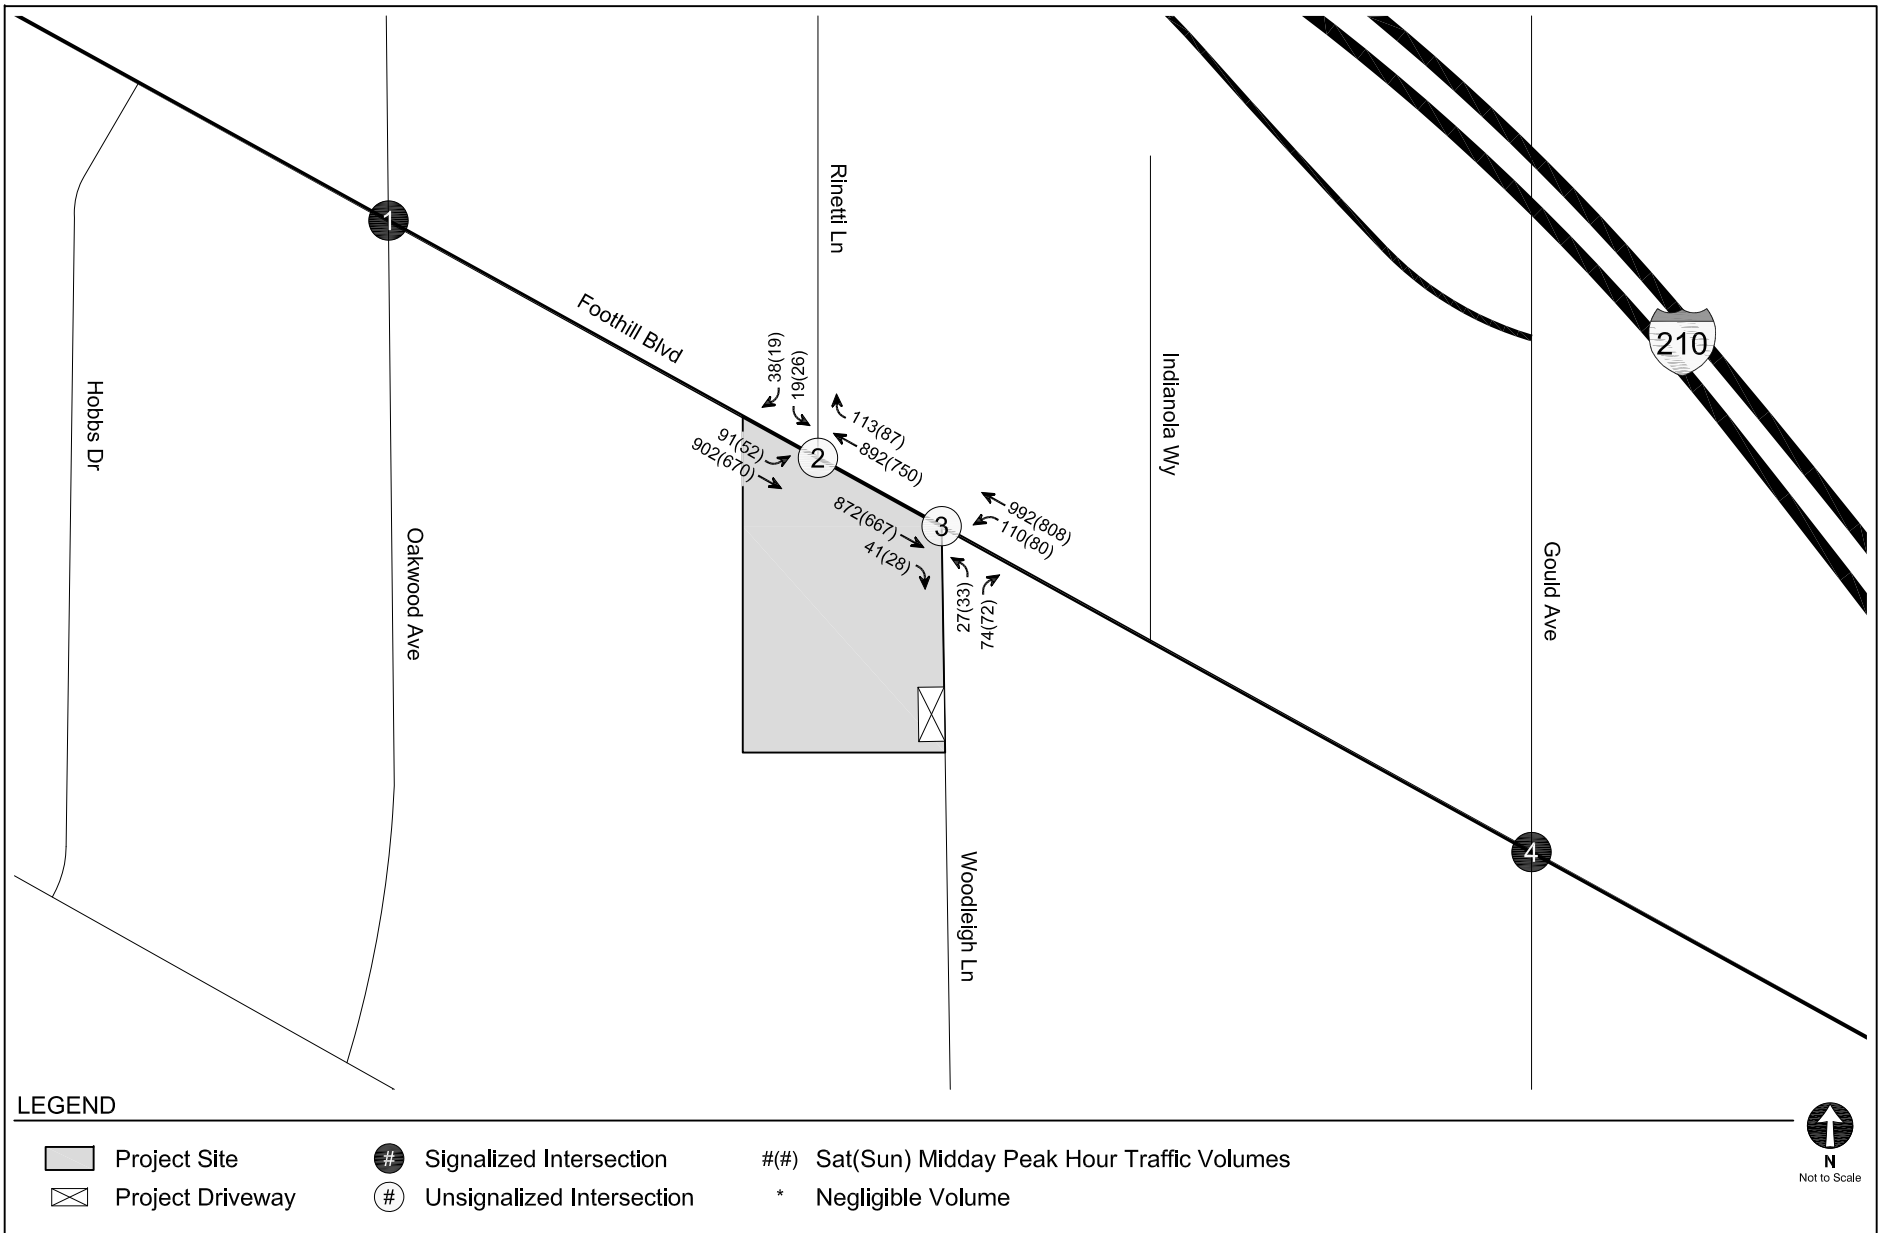 210
1
Rinetti Ln
Foothill Blvd
Hobbs Dr
Oakwood Ave
38(19)
19(26)
113(87)
892(750)
91(52)
902(670)
2
Indianola Wy
872(667)
41(28)
3
992(808)
110(80)
27(33)
74(72)
Gould Ave
Woodleigh Ln
4
LEGEND
Project Site
# Signalized Intersection
#(#) Sat(Sun) Midday Peak Hour Traffic Volumes
Project Driveway
# Unsignalized Intersection
* Negligible Volume
N
Not to Scale